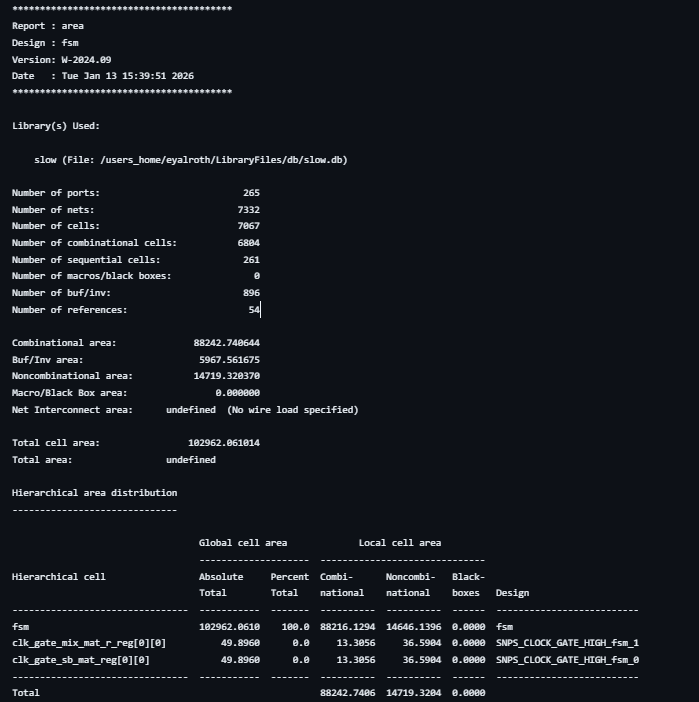 ****************************************
Report : area
Design : fsm
Version: W-2024.09
Date   : Tue Jan 13 15:39:51 2026
****************************************
Library(s) Used:
    slow (File: /users_home/eyalroth/LibraryFiles/db/slow.db)
Number of ports:                          265
Number of nets:                          7332
Number of cells:                         7067
Number of combinational cells:           6804
Number of sequential cells:               261
Number of macros/black boxes:               0
Number of buf/inv:                        896
Number of references:                      54
Combinational area:              88242.740644
Buf/Inv area:                     5967.561675
Noncombinational area:           14719.320370
Macro/Black Box area:                0.000000
Net Interconnect area:      undefined  (No wire load specified)
Total cell area:                102962.061014
Total area:                 undefined
Hierarchical area distribution
------------------------------
                                  Global cell area             Local cell area
                                  --------------------  ------------------------------
Hierarchical cell                 Absolute     Percent  Combi-      Noncombi-   Black-
                                  Total        Total    national    national    boxes   Design
--------------------------------  -----------  -------  ----------  ----------  ------  --------------------------
fsm                               102962.0610    100.0  88216.1294  14646.1396  0.0000  fsm
clk_gate_mix_mat_r_reg[0][0]          49.8960      0.0     13.3056     36.5904  0.0000  SNPS_CLOCK_GATE_HIGH_fsm_1
clk_gate_sb_mat_reg[0][0]             49.8960      0.0     13.3056     36.5904  0.0000  SNPS_CLOCK_GATE_HIGH_fsm_0
--------------------------------  -----------  -------  ----------  ----------  ------  --------------------------
Total                                                   88242.7406  14719.3204  0.0000